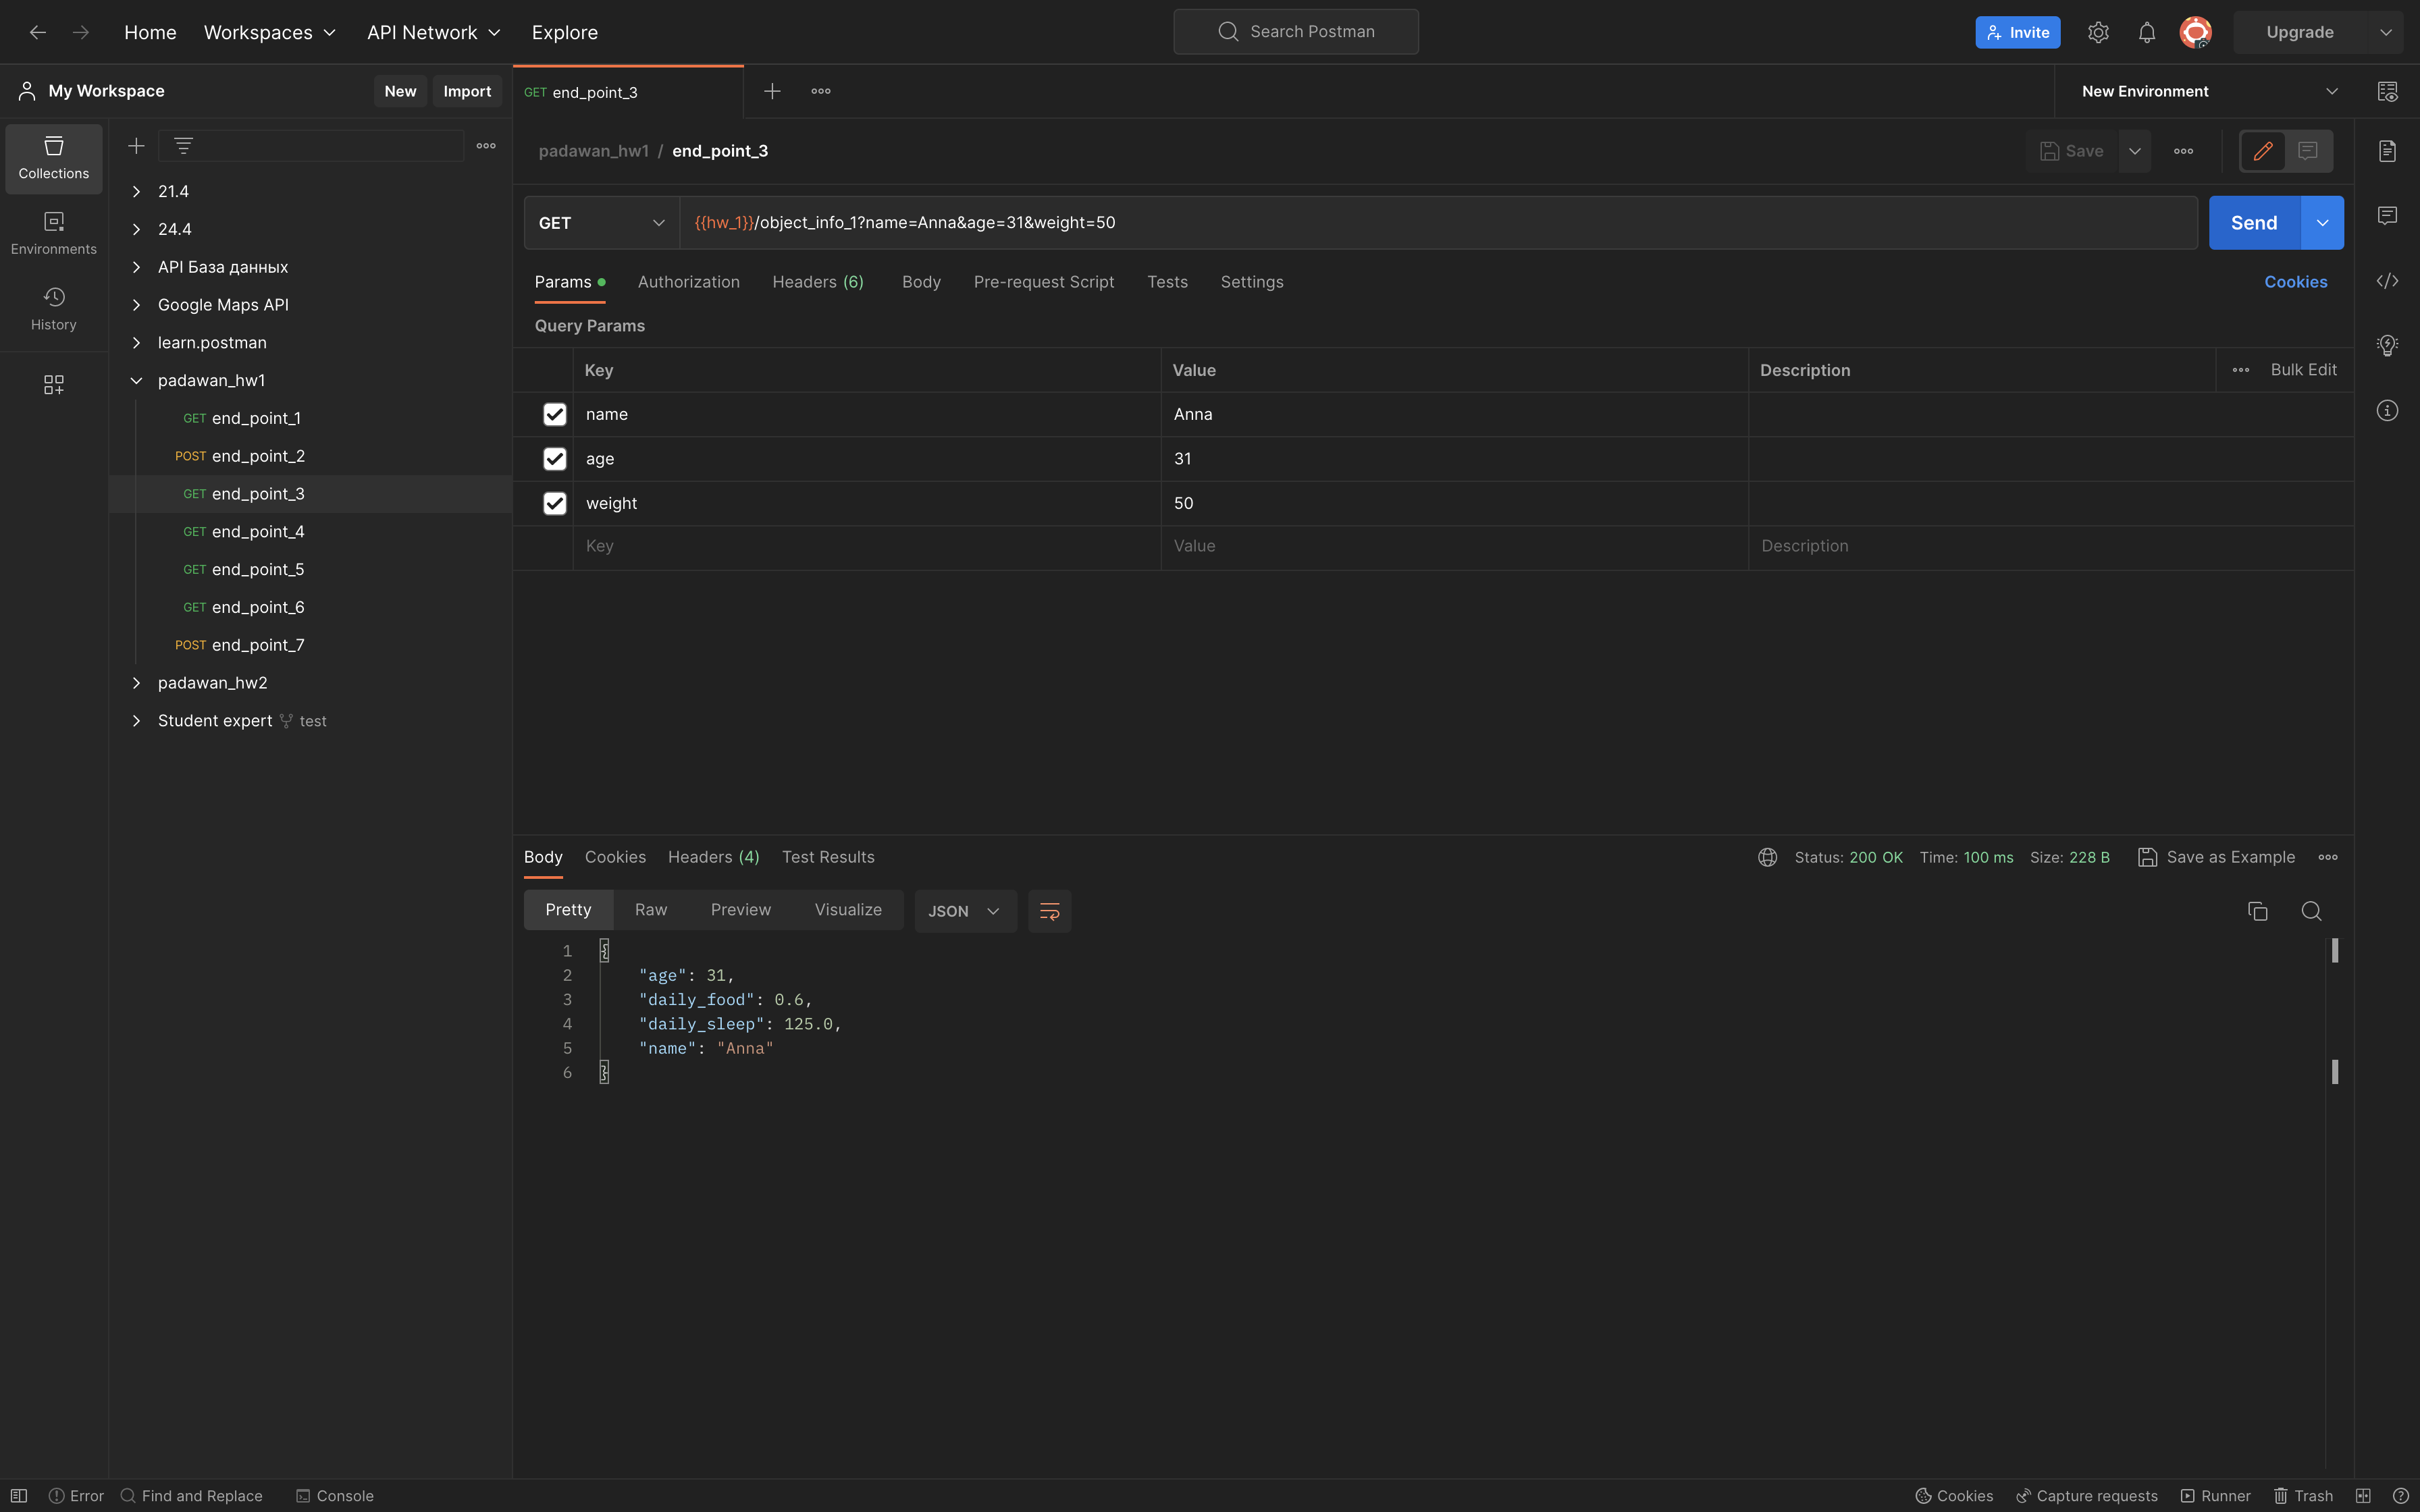 Home Workspaces API Network Explore Search Postman Invite Upgrade
My Workspace New Import GET end_point_3 New Environment
Collections
Environments
History
21.4
24.4
API База данных
Google Maps API
learn.postman
padawan_hw1
GET end_point_1
POST end_point_2
GET end_point_3
GET end_point_4
GET end_point_5
GET end_point_6
POST end_point_7
padawan_hw2
Student expert test
padawan_hw1 / end_point_3 Save
GET {{hw_1}}/object_info_1?name=Anna&age=31&weight=50 Send
Params Authorization Headers (6) Body Pre-request Script Tests Settings Cookies
Query Params
Key Value Description Bulk Edit
name Anna
age 31
weight 50
Key Value Description
Body Cookies Headers (4) Test Results Status: 200 OK Time: 100 ms Size: 228 B Save as Example
Pretty Raw Preview Visualize JSON
1 {
2 "age": 31,
3 "daily_food": 0.6,
4 "daily_sleep": 125.0,
5 "name": "Anna"
6 }
Error Find and Replace Console Cookies Capture requests Runner Trash